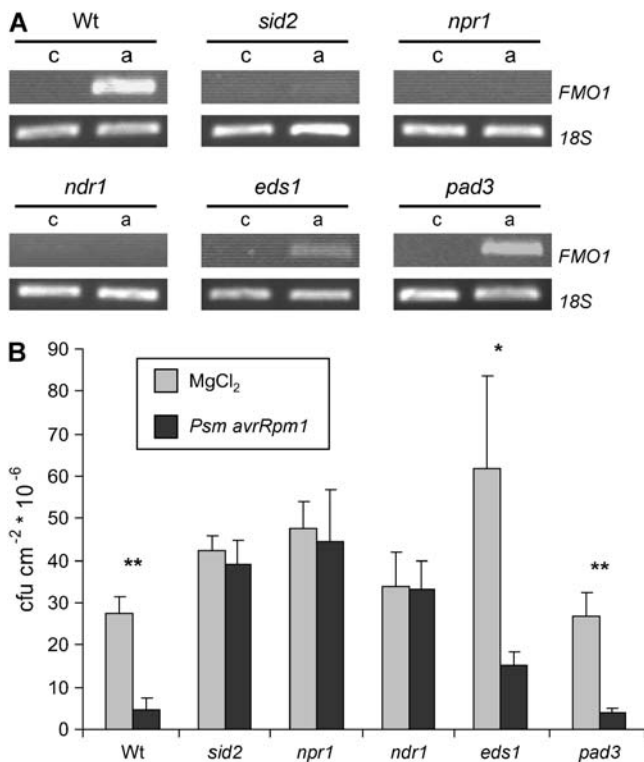 A
Wt sid2 npr1
c a c a c a
FMO1
18S
ndr1 eds1 pad3
c a c a c a
FMO1
18S
B
90
80
70
60
50
40
30
20
10
0
cfu cm⁻² * 10⁻⁶
MgCl₂
Psm avrRpm1
** * **
Wt sid2 npr1 ndr1 eds1 pad3